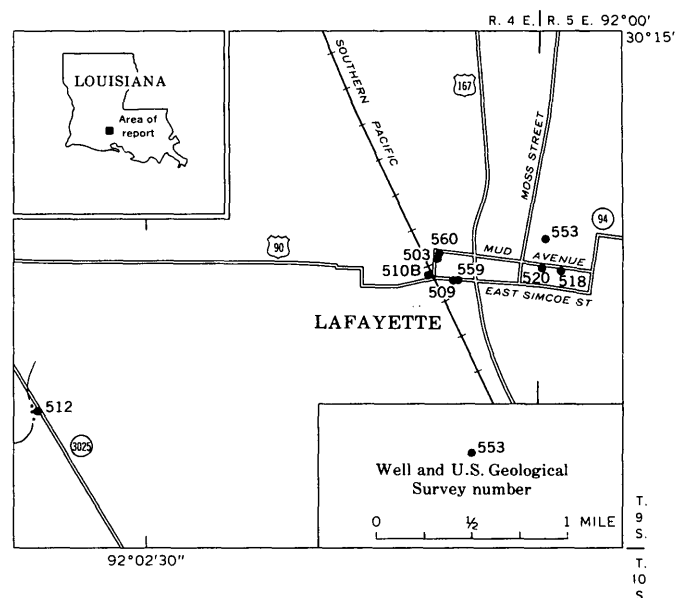 R. 4 E. R. 5 E. 92°00'
30°15'
LOUISIANA
Area of
report
SOUTHERN PACIFIC
167
MOSS STREET
94
553
90
560
503
MUD AVENUE
510B
559
520
518
509
EAST SIMCOE ST
LAFAYETTE
512
3025
553
Well and U.S. Geological
Survey number
0 ½ 1 MILE
T.
9
S.
92°02'30"
T.
10
S.